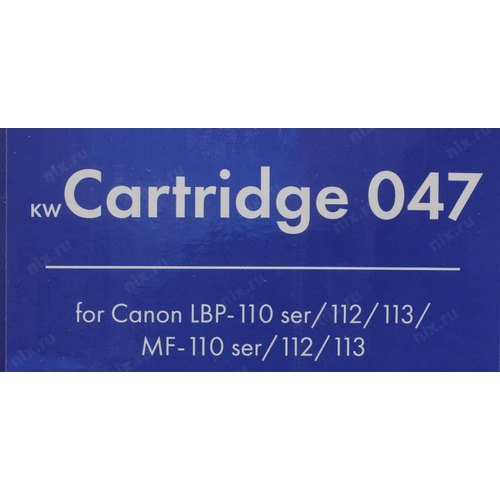 KW Cartridge 047
for Canon LBP-110 ser/112/113/
MF-110 ser/112/113